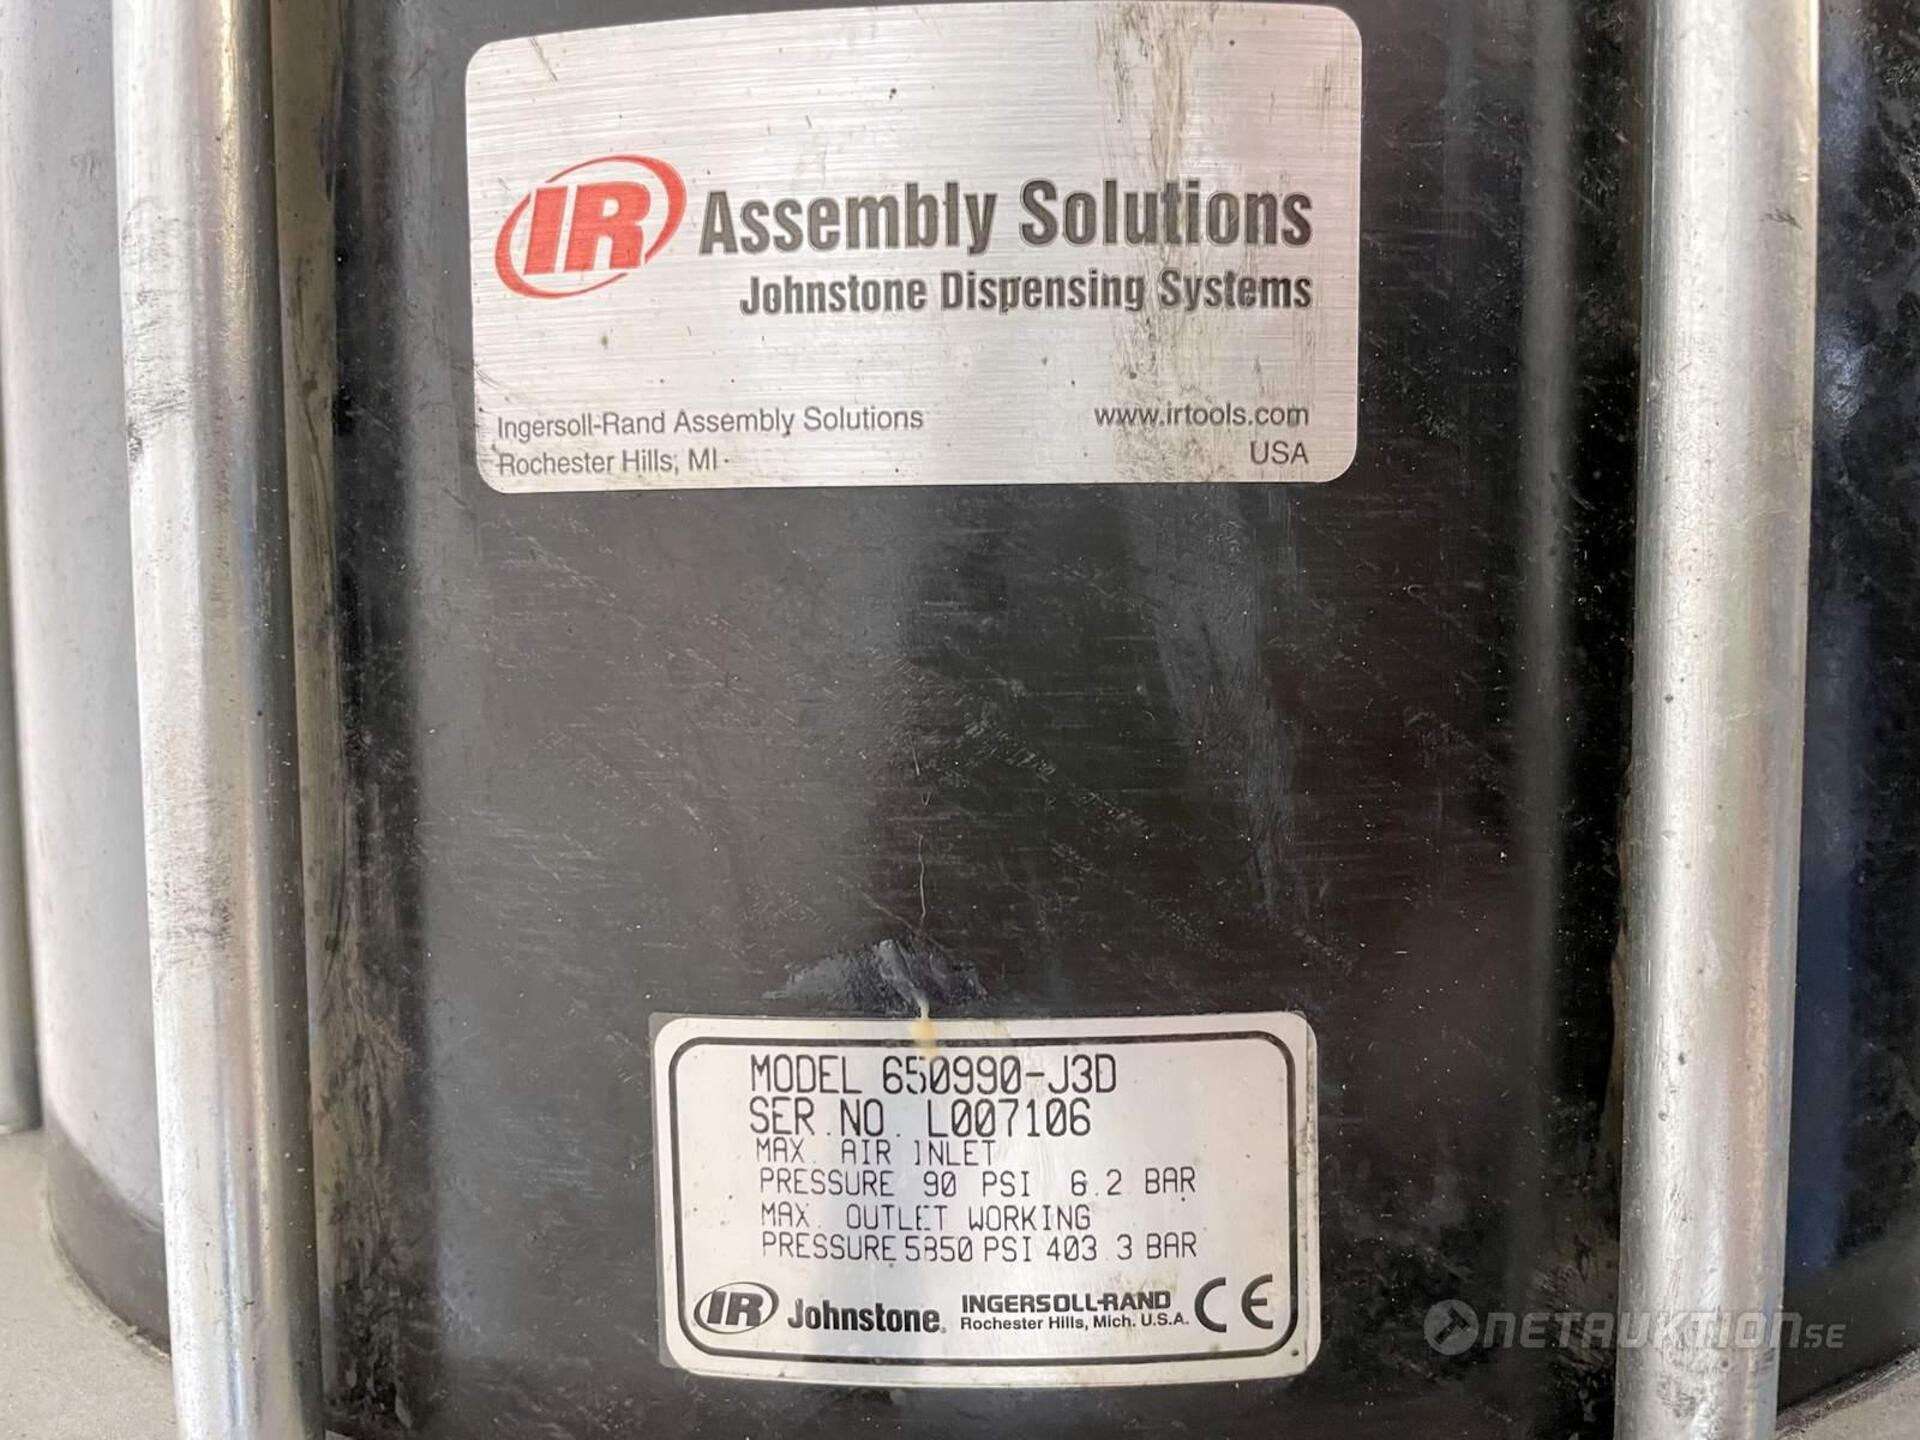 IR Assembly Solutions
Johnstone Dispensing Systems
Ingersoll-Rand Assembly Solutions
Rochester Hills, MI
www.irtools.com
USA
MODEL 650990-J3D
SER.NO. L007106
MAX. AIR INLET
PRESSURE 90 PSI 6.2 BAR
MAX. OUTLET WORKING
PRESSURE 5850 PSI 403.3 BAR
IR Johnstone.
INGERSOLL-RAND
Rochester Hills, Mich. U.S.A.
CE
NETAUKTION.SE